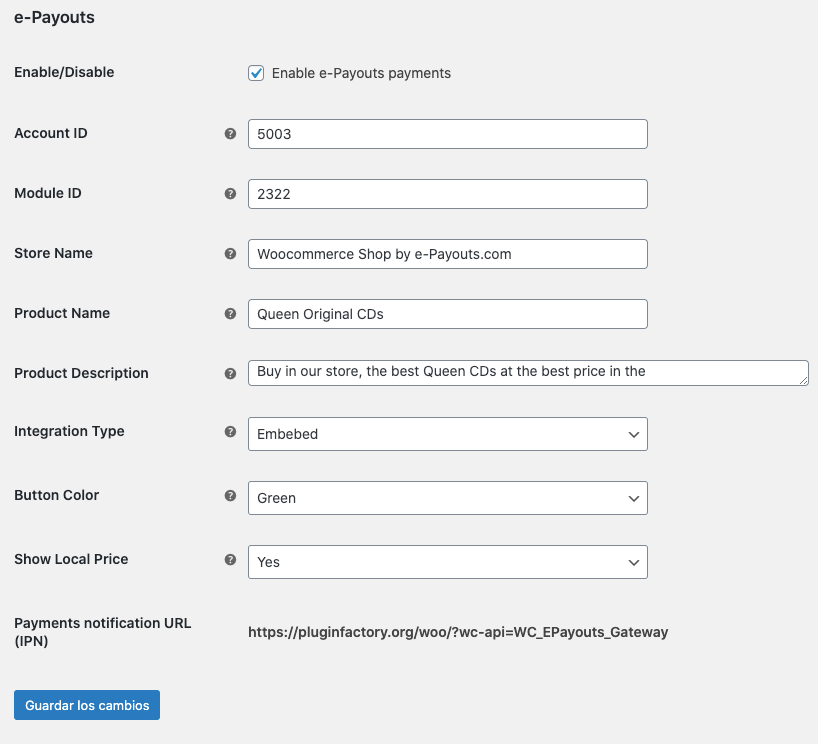 e-Payouts
Enable/Disable
Enable e-Payouts payments
Account ID
5003
Module ID
2322
Store Name
Woocommerce Shop by e-Payouts.com
Product Name
Queen Original CDs
Product Description
Buy in our store, the best Queen CDs at the best price in the
Integration Type
Embebed
Button Color
Green
Show Local Price
Yes
Payments notification URL
(IPN)
https://pluginfactory.org/woo/?wc-api=WC_EPayouts_Gateway
Guardar los cambios